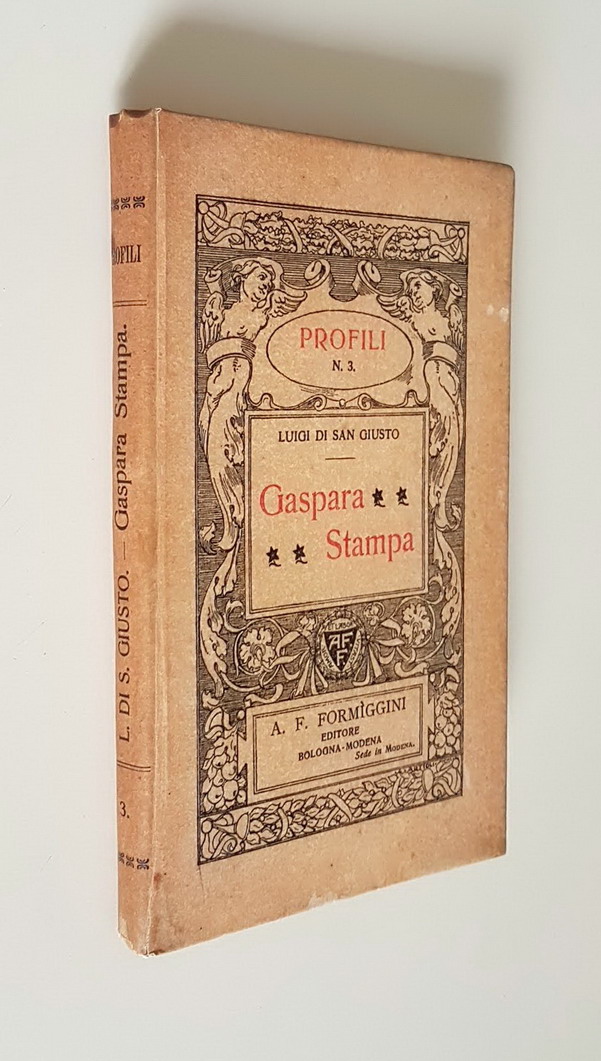 PROFILI
N. 3.
LUIGI DI SAN GIUSTO
Gaspara
Stampa
A F
F
A. F. FORMÌGGINI
EDITORE
BOLOGNA-MODENA
Sede in MODENA.
L. DI S. GIUSTO. — Gaspara Stampa.
3.